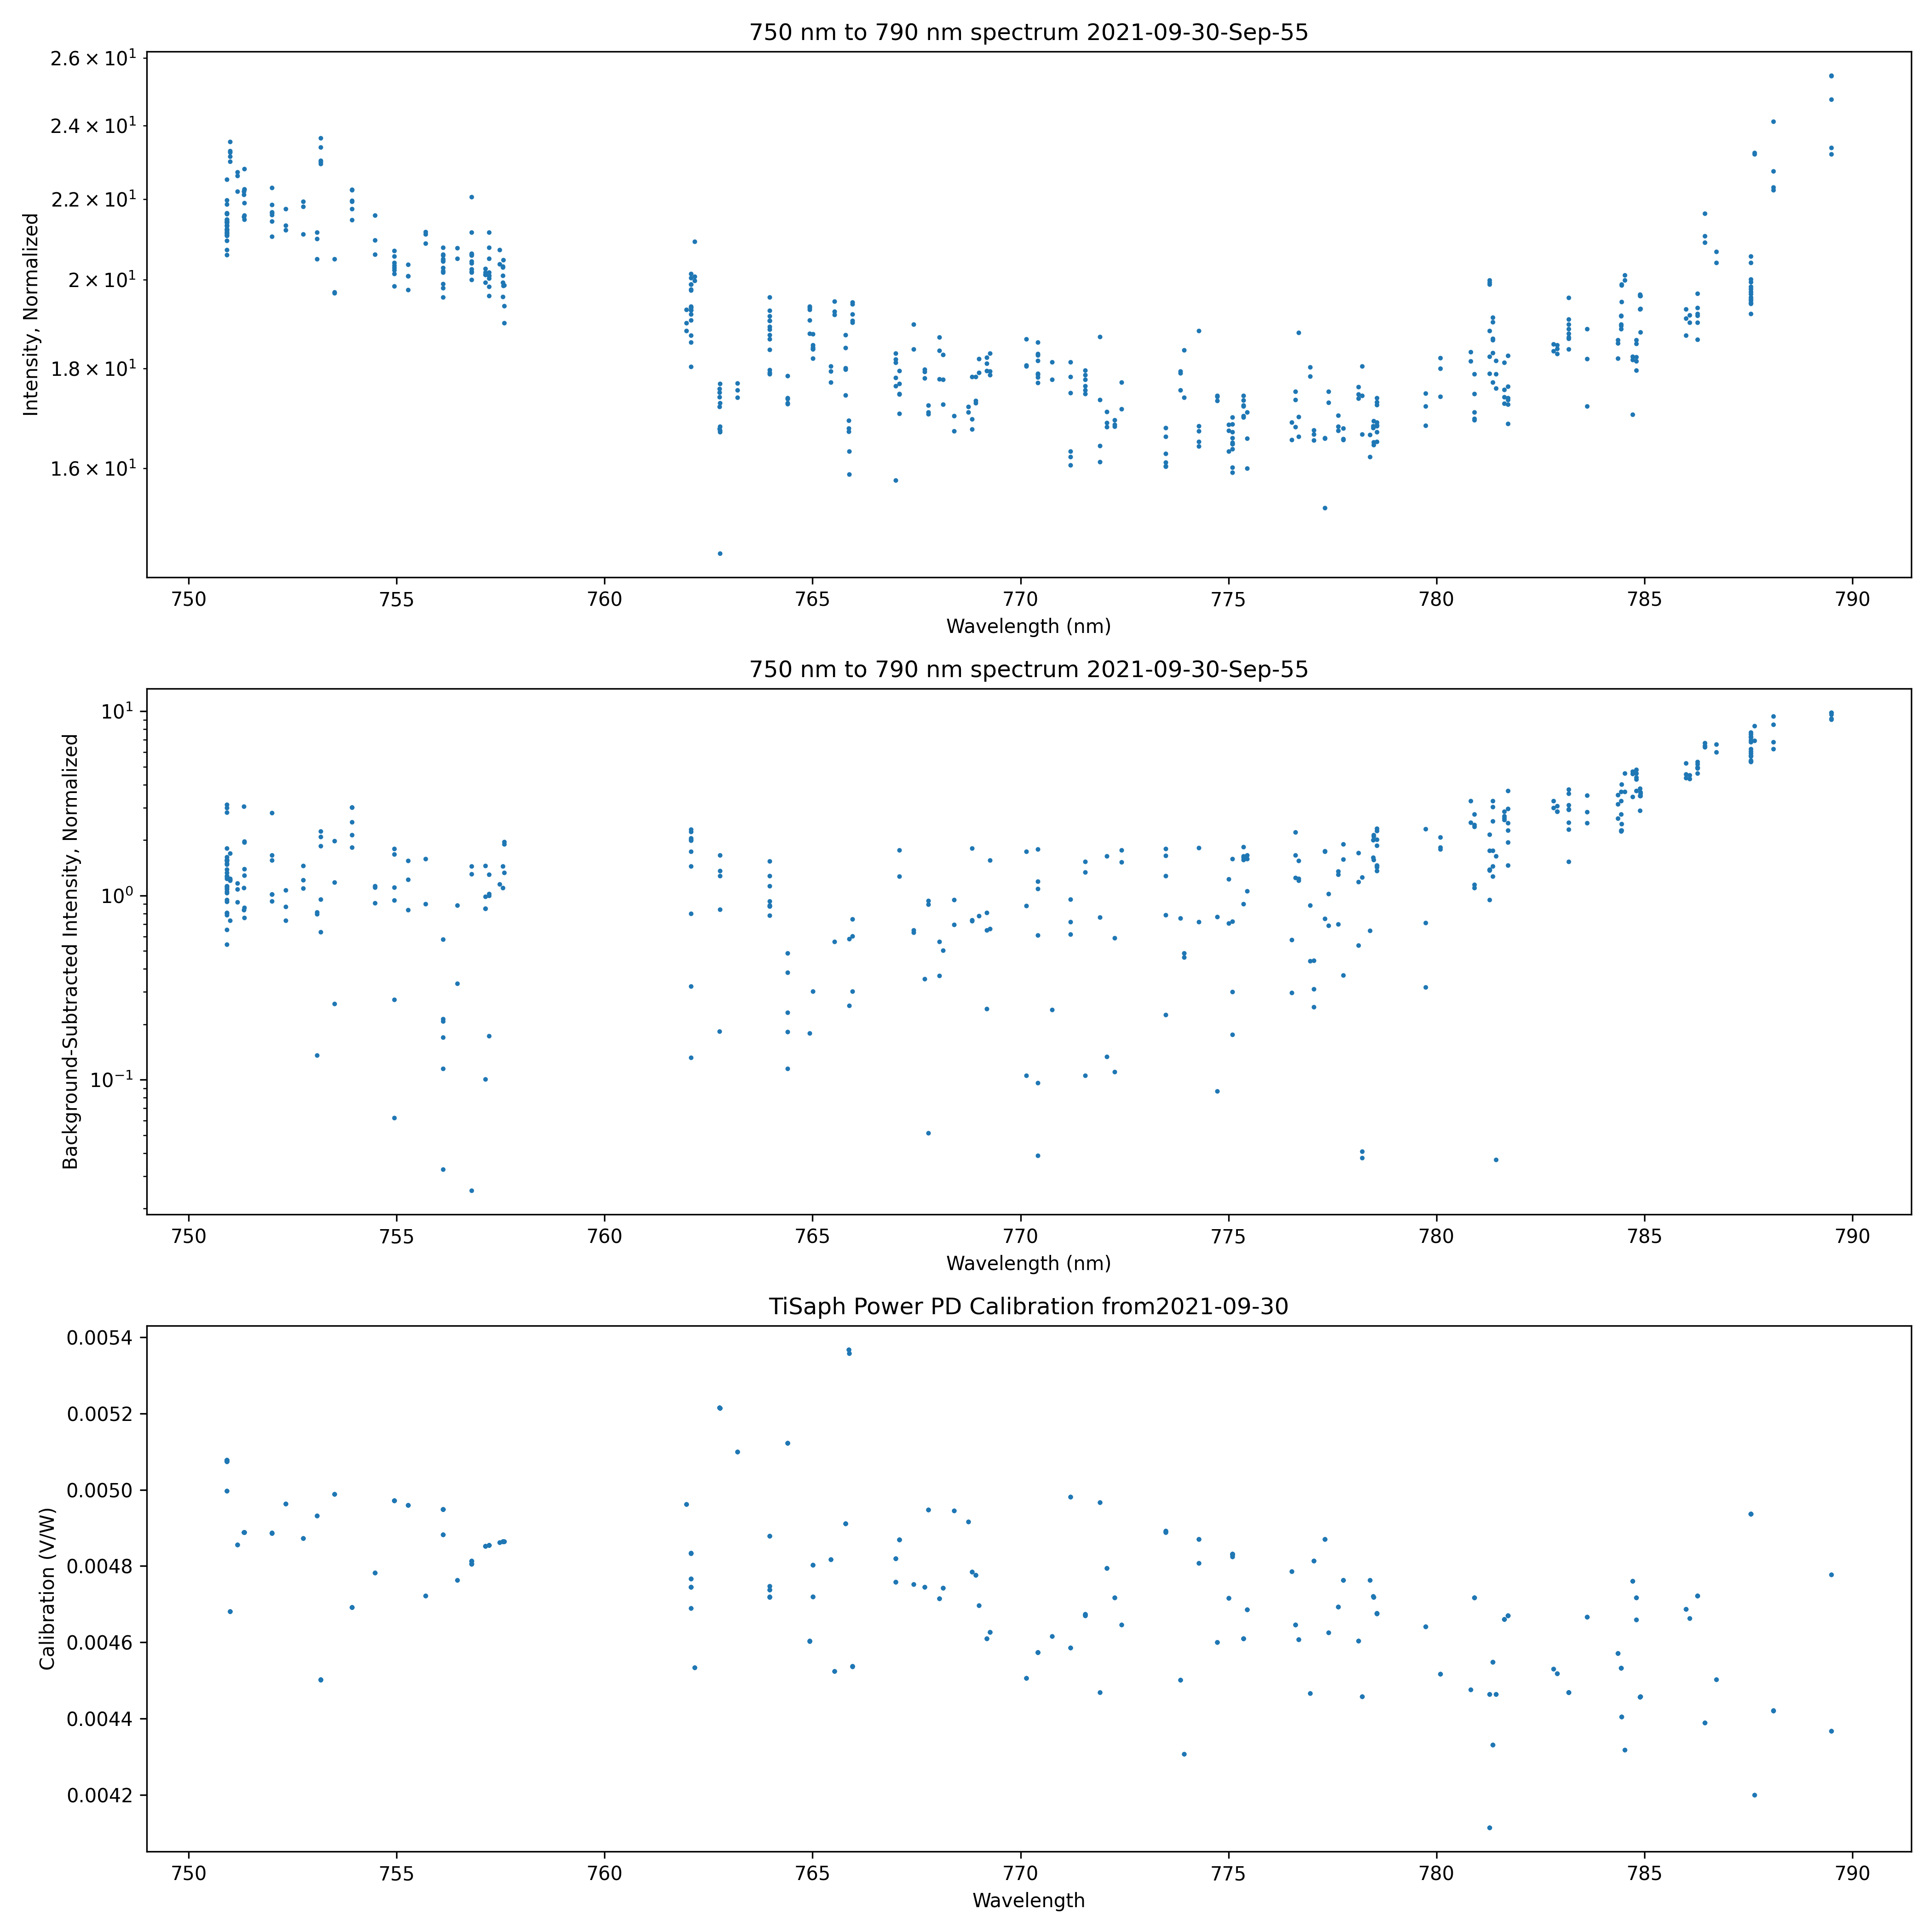 750 nm to 790 nm spectrum 2021-09-30-Sep-55
Intensity, Normalized
2.6 × 10¹
2.4 × 10¹
2.2 × 10¹
2 × 10¹
1.8 × 10¹
1.6 × 10¹
750 755 760 765 770 775 780 785 790
Wavelength (nm)
750 nm to 790 nm spectrum 2021-09-30-Sep-55
Background-Subtracted Intensity, Normalized
10¹
10⁰
10⁻¹
750 755 760 765 770 775 780 785 790
Wavelength (nm)
TiSaph Power PD Calibration from2021-09-30
Calibration (V/W)
0.0054
0.0052
0.0050
0.0048
0.0046
0.0044
0.0042
750 755 760 765 770 775 780 785 790
Wavelength